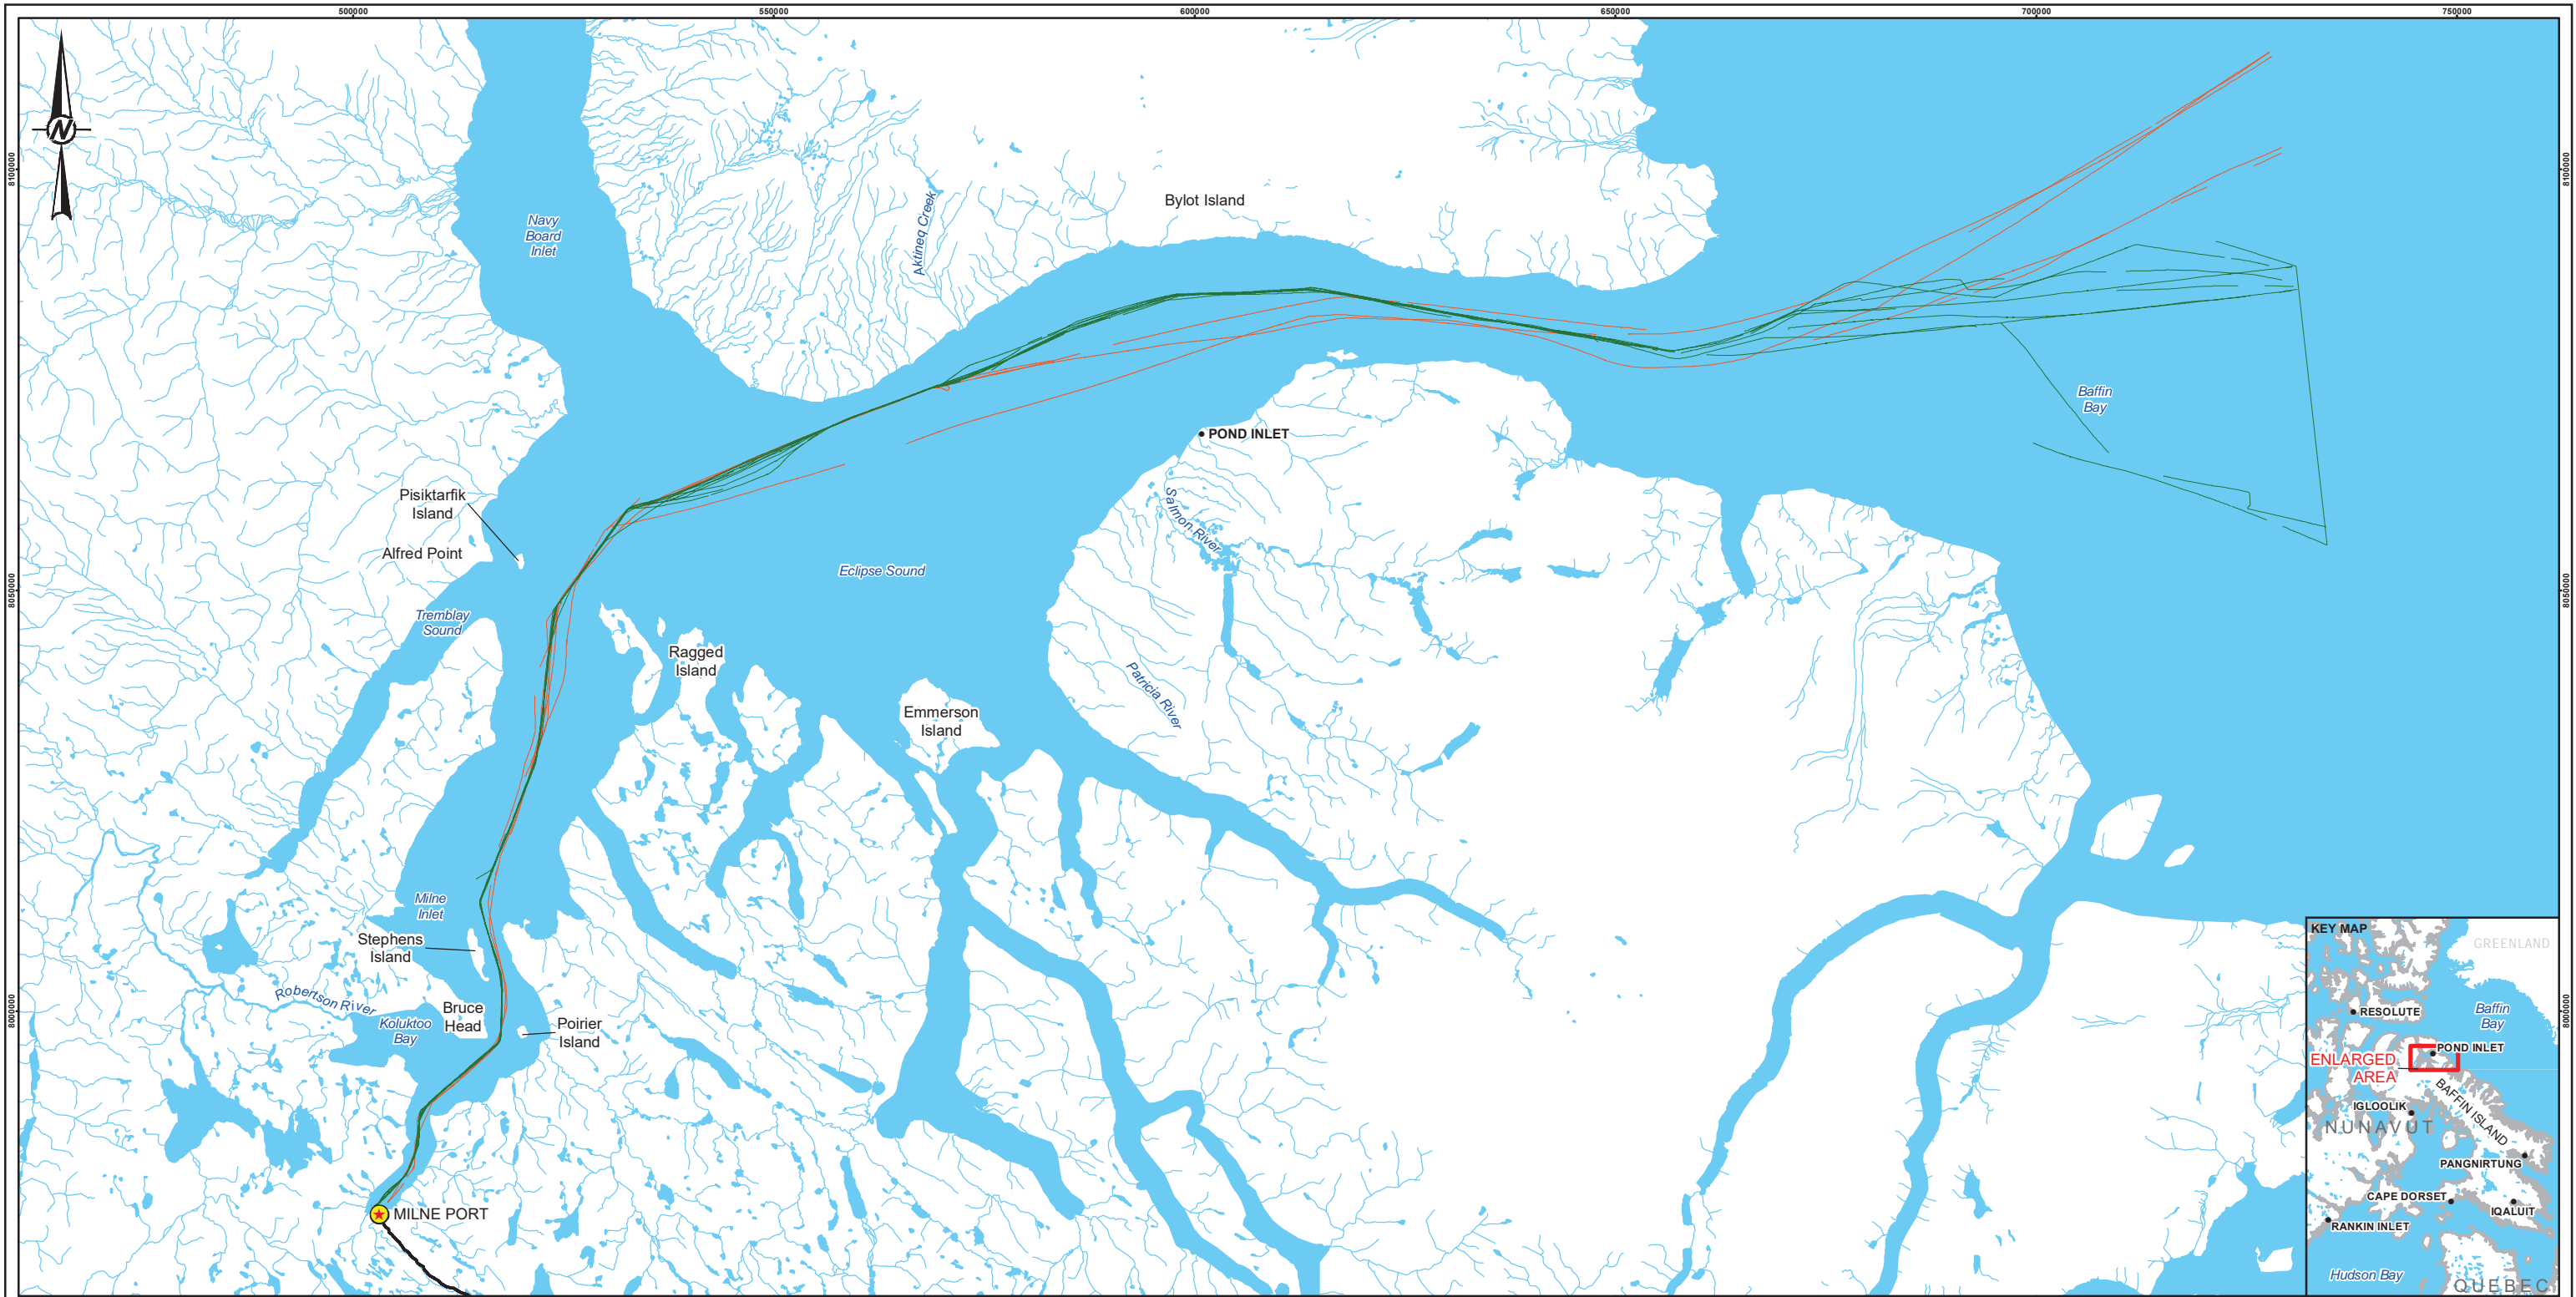 500000
550000
600000
650000
700000
750000
8100000
8100000
N
Navy
Board
Inlet
Aktineq Creek
Bylot Island
Baffin
Bay
POND INLET
Pisiktarfik
Island
Salmon River
Alfred Point
Eclipse Sound
8050000
8050000
Tremblay
Sound
Ragged
Island
Patricia River
Emmerson
Island
Milne
Inlet
Stephens
Island
Robertson River
Bruce
Head
Koluktoo
Bay
Poirier
Island
8000000
8000000
MILNE PORT
KEY MAP
GREENLAND
RESOLUTE
Baffin
Bay
POND INLET
ENLARGED
AREA
BAFFIN ISLAND
IGLOOLIK
NUNAVUT
PANGNIRTUNG
CAPE DORSET
IQALUIT
RANKIN INLET
Hudson Bay
QUEBEC